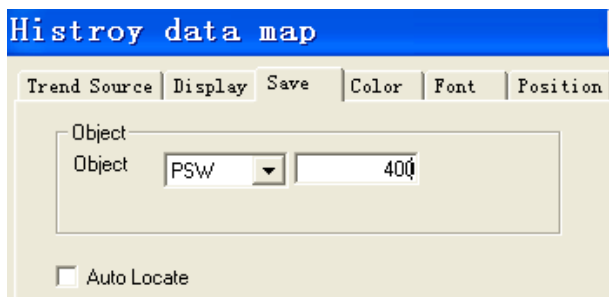 Histroy data map
Trend Source Display Save Color Font Position
Object
Object PSW 400
Auto Locate